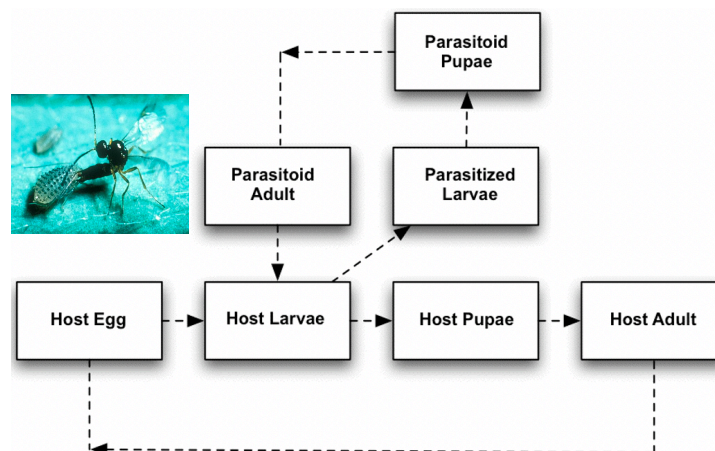 Parasitoid
Pupae
Parasitoid
Adult
Parasitized
Larvae
Host Egg
Host Larvae
Host Pupae
Host Adult